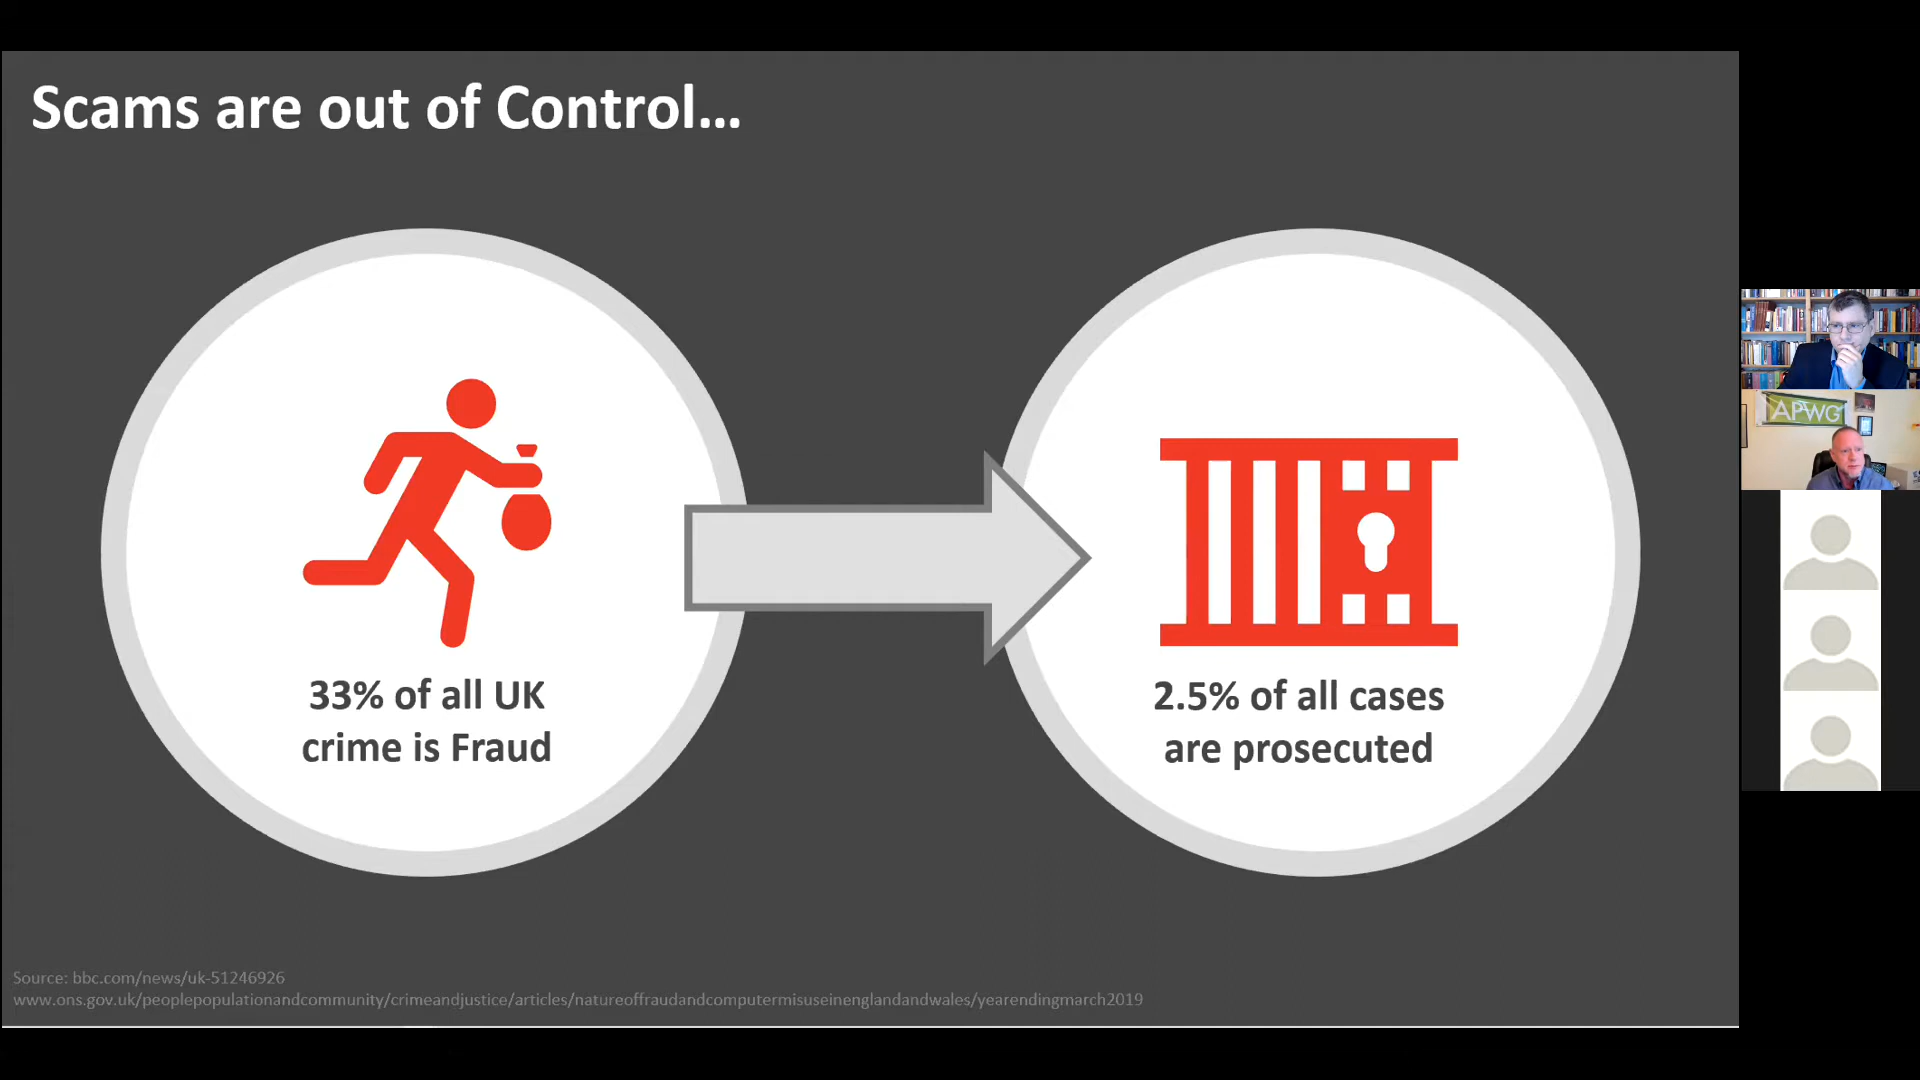 Scams are out of Control...
33% of all UK
crime is Fraud
2.5% of all cases
are prosecuted
Source: bbc.com/news/uk-51246926
www.ons.gov.uk/peoplepopulationandcommunity/crimeandjustice/articles/natureoffraudandcomputermisuseinenglandandwales/yearendingmarch2019
APWG